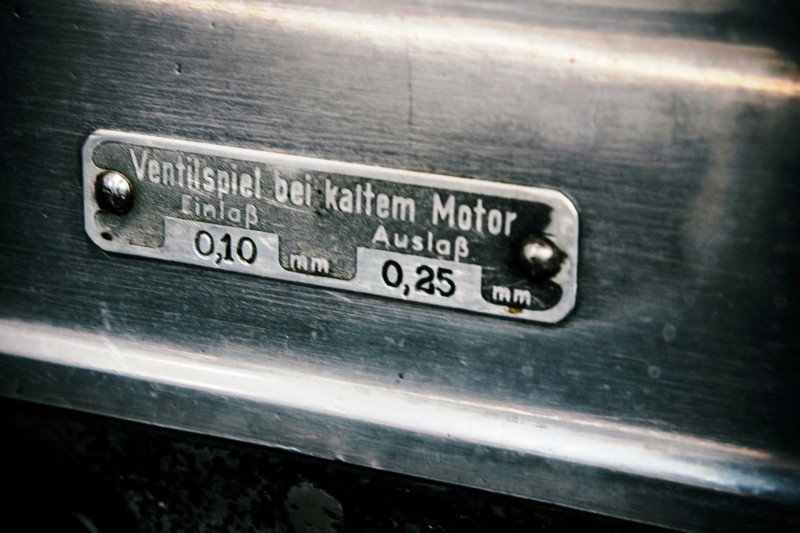 Ventilspiel bei kaltem Motor
Einlaß Auslaß
0,10 mm 0,25 mm